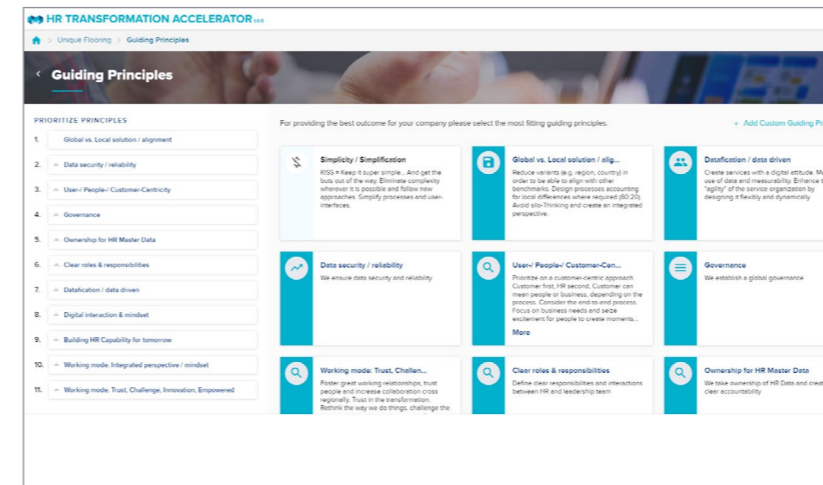 HR TRANSFORMATION ACCELERATOR
> Unique Flooring > Guiding Principles
Guiding Principles
PRIORITIZE PRINCIPLES
1. Global vs. Local solution / alignment
2. Data security / reliability
3. User-/ People-/ Customer-Centricity
4. Governance
5. Ownership for HR Master Data
6. Clear roles & responsibilities
7. Datafication / data driven
8. Digital interaction & mindset
9. Building HR Capability for tomorrow
10. Working mode: Integrated perspective / mindset
11. Working mode: Trust, Challenge, Innovation, Empowered
For providing the best outcome for your company please select the most fitting guiding principles.
+ Add Custom Guiding Pr
Simplicity / Simplification
KISS = Keep it super simple... And get the
buts out of the way. Eliminate complexity
wherever it is possible and follow new
approaches. Simplify processes and user-
interfaces.
Global vs. Local solution / alig...
Reduce variants (e.g. region, country) in
order to be able to align with other
benchmarks. Design processes accounting
for local differences where required (80:20).
Avoid silo-Thinking and create an integrated
perspective.
Datafication / data driven
Create services with a digital attitude.
use of data and measurability. Enhance
"agility" of the service organization by
designing it flexibly and dynamically
Data security / reliability
We ensure data security and reliability
User-/ People-/ Customer-Cen...
Prioritize on a customer-centric approach.
Customer first, HR second, Customer can
mean people or business, depending on the
process. Consider the end-to-end process.
Focus on business needs and seize
excitement for people to create moments...
More
Governance
We establish a global governance
Working mode: Trust, Challen...
Foster great working relationships, trust
people and increase collaboration cross
regionally. Trust in the transformation.
Rethink the way we do things, challenge the
Clear roles & responsibilities
Define clear responsibilities and interactions
between HR and leadership team
Ownership for HR Master Data
We take ownership of HR Data and creat
clear accountability